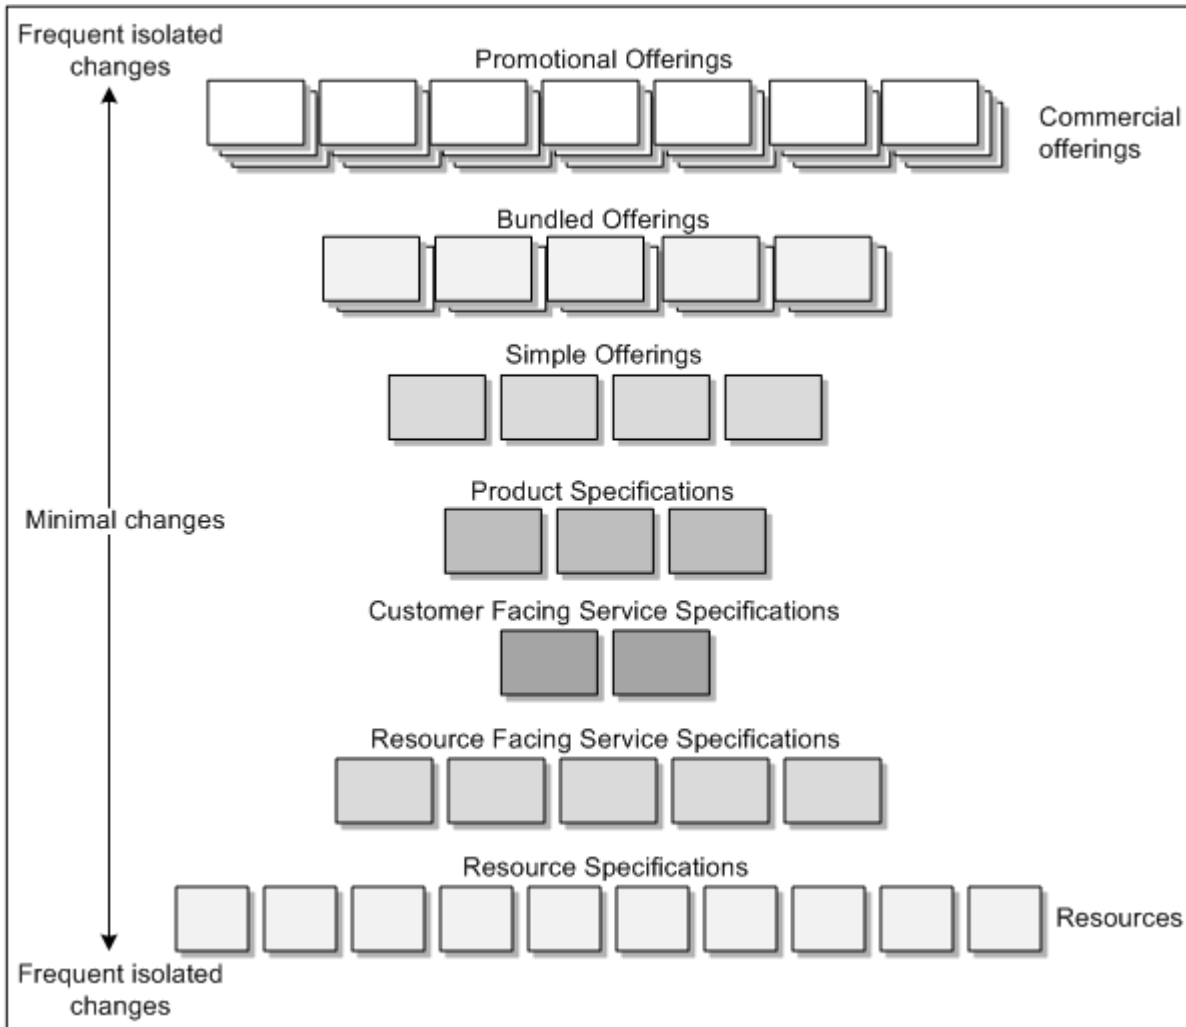 Frequent isolated
changes
Promotional Offerings
Commercial
offerings
Bundled Offerings
Simple Offerings
Product Specifications
Minimal changes
Customer Facing Service Specifications
Resource Facing Service Specifications
Resource Specifications
Resources
Frequent isolated
changes